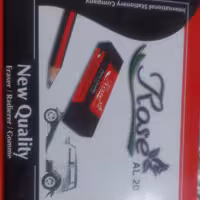 International Stationery Company
Rose
AL 20
New Quality
Eraser / Radierer / Gomme